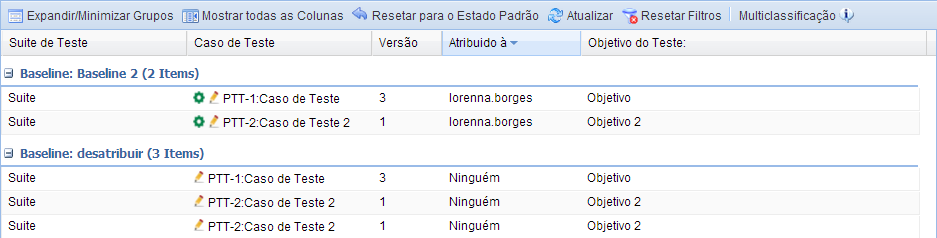 Expandir/Minimizar Grupos Mostrar todas as Colunas Resetar para o Estado Padrão Atualizar Resetar Filtros Multiclassificação
Suite de Teste Caso de Teste Versão Atribuido à Objetivo do Teste:
Baseline: Baseline 2 (2 Items)
Suite PTT-1:Caso de Teste 3 lorenna.borges Objetivo
Suite PTT-2:Caso de Teste 2 1 lorenna.borges Objetivo 2
Baseline: desatribuir (3 Items)
Suite PTT-1:Caso de Teste 3 Ninguém Objetivo
Suite PTT-2:Caso de Teste 2 1 Ninguém Objetivo 2
Suite PTT-2:Caso de Teste 2 1 Ninguém Objetivo 2